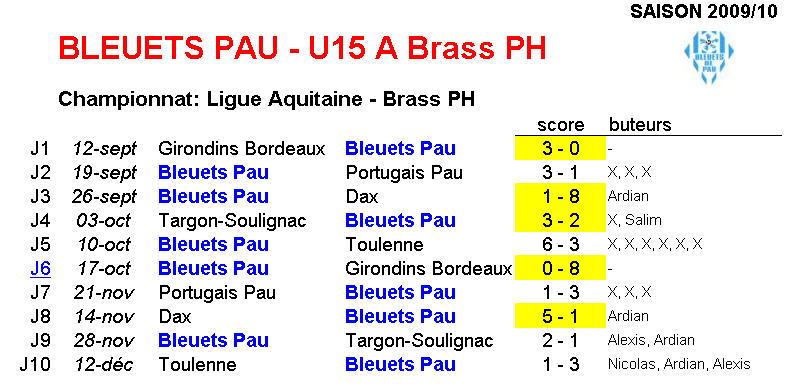 SAISON 2009/10
BLEUETS PAU - U15 A Brass PH
BLEUETS
DE
PAU
Championnat: Ligue Aquitaine - Brass PH
score buteurs
J1 12-sept Girondins Bordeaux Bleuets Pau 3 - 0 -
J2 19-sept Bleuets Pau Portugais Pau 3 - 1 X, X, X
J3 26-sept Bleuets Pau Dax 1 - 8 Ardian
J4 03-oct Targon-Soulignac Bleuets Pau 3 - 2 X, Salim
J5 10-oct Bleuets Pau Toulenne 6 - 3 X, X, X, X, X, X
J6 17-oct Bleuets Pau Girondins Bordeaux 0 - 8 -
J7 21-nov Portugais Pau Bleuets Pau 1 - 3 X, X, X
J8 14-nov Dax Bleuets Pau 5 - 1 Ardian
J9 28-nov Bleuets Pau Targon-Soulignac 2 - 1 Alexis, Ardian
J10 12-déc Toulenne Bleuets Pau 1 - 3 Nicolas, Ardian, Alexis